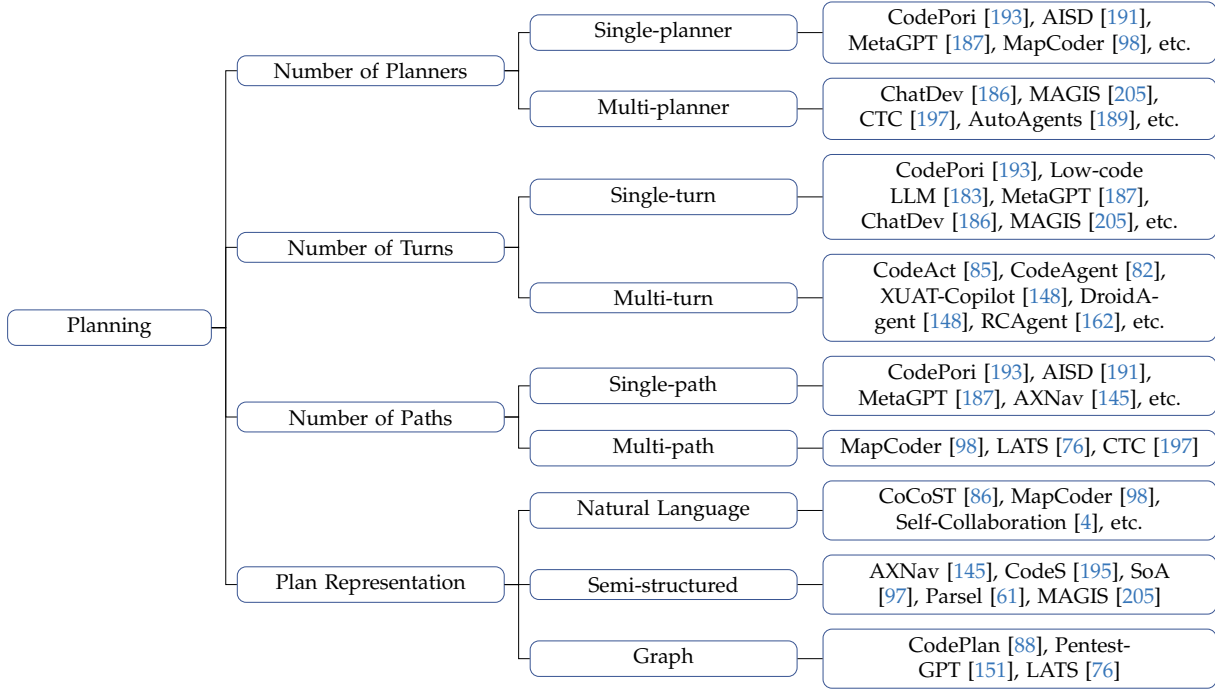 Planning
Number of Planners
Single-planner
CodePori [193], AISD [191],
MetaGPT [187], MapCoder [98], etc.
Multi-planner
ChatDev [186], MAGIS [205],
CTC [197], AutoAgents [189], etc.
Number of Turns
Single-turn
CodePori [193], Low-code
LLM [183], MetaGPT [187],
ChatDev [186], MAGIS [205], etc.
Multi-turn
CodeAct [85], CodeAgent [82],
XUAT-Copilot [148], DroidA-
gent [148], RCAgent [162], etc.
Number of Paths
Single-path
CodePori [193], AISD [191],
MetaGPT [187], AXNav [145], etc.
Multi-path
MapCoder [98], LATS [76], CTC [197]
Plan Representation
Natural Language
CoCoST [86], MapCoder [98],
Self-Collaboration [4], etc.
Semi-structured
AXNav [145], CodeS [195], SoA
[97], Parsel [61], MAGIS [205]
Graph
CodePlan [88], Pentest-
GPT [151], LATS [76]